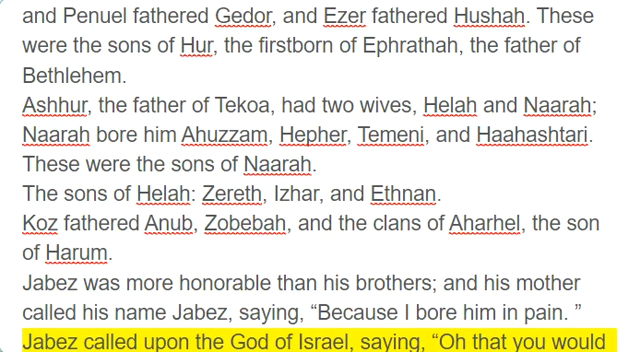 and Penuel fathered Gedor, and Ezer fathered Hushah. These
were the sons of Hur, the firstborn of Ephrathah, the father of
Bethlehem.
Ashhur, the father of Tekoa, had two wives, Helah and Naarah;
Naarah bore him Ahuzzam, Hepher, Temeni, and Haahashtari.
These were the sons of Naarah.
The sons of Helah: Zereth, Izhar, and Ethnan.
Koz fathered Anub, Zobebah, and the clans of Aharhel, the son
of Harum.
Jabez was more honorable than his brothers; and his mother
called his name Jabez, saying, “Because I bore him in pain. ”
Jabez called upon the God of Israel, saying, “Oh that you would